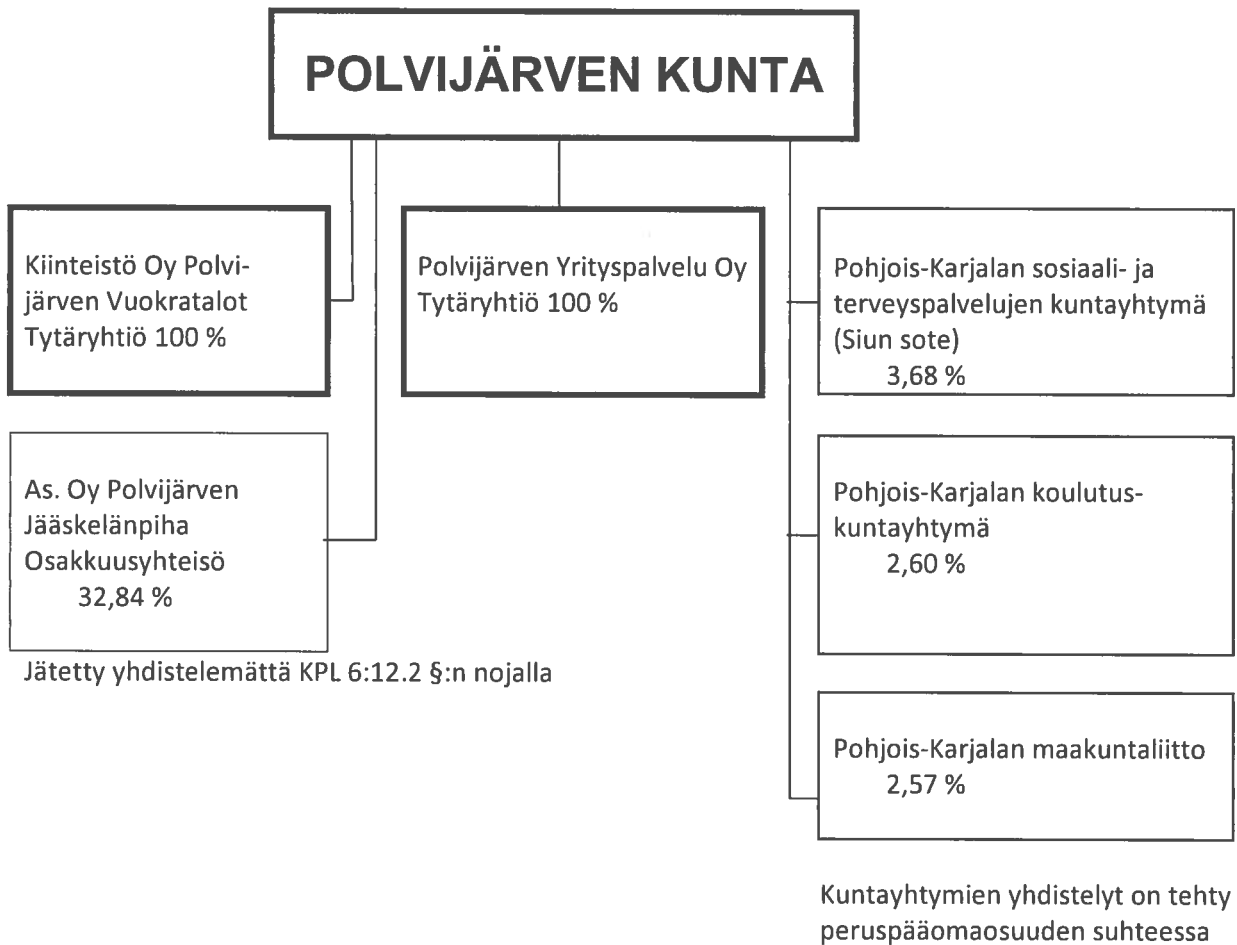 POLVIJÄRVEN KUNTA
Kiinteistö Oy Polvi-
järven Vuokratalot
Tytäryhtiö 100 %
Polvijärven Yrityspalvelu Oy
Tytäryhtiö 100 %
Pohjois-Karjalan sosiaali- ja
terveyspalvelujen kuntayhtymä
(Siun sote)
3,68 %
As. Oy Polvijärven
Jääskelänpiha
Osakkuusyhteisö
32,84 %
Jätetty yhdistelemättä KPL 6:12.2 §:n nojalla
Pohjois-Karjalan koulutus-
kuntayhtymä
2,60 %
Pohjois-Karjalan maakuntaliitto
2,57 %
Kuntayhtymien yhdistelyt on tehty
peruspääomaosuuden suhteessa